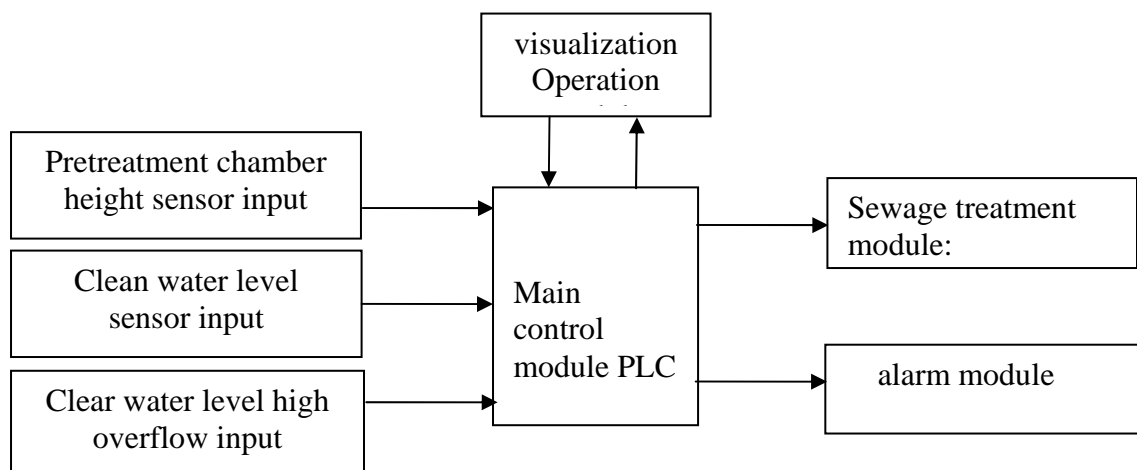 visualization
Operation
Pretreatment chamber
height sensor input
Clean water level
sensor input
Clear water level high
overflow input
Main
control
module PLC
Sewage treatment
module:
alarm module